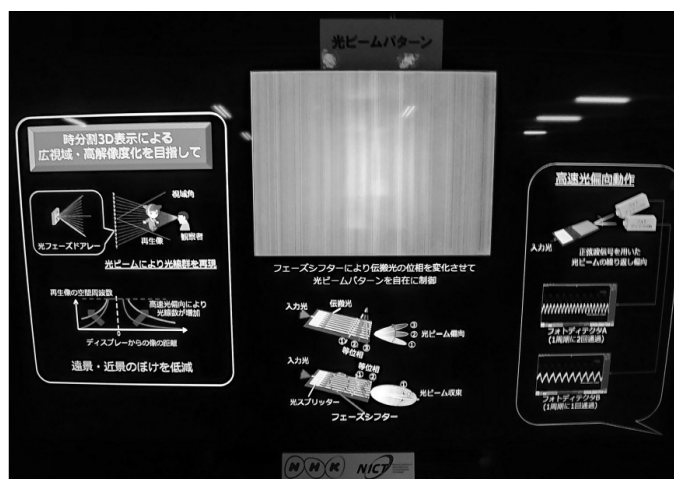 光ビームパターン
時分割3D表示による
広視域・高解像度化を目指して
視域角
光フェーズドアレー
再生像
観察者
光ビームにより光線群を再現
再生像の空間周波数
高速光偏向により
光線数が増加
0
ディスプレーからの像の距離
遠景・近景のぼけを低減
フェーズシフターにより伝搬光の位相を変化させて
光ビームパターンを自在に制御
入力光
伝搬光
③
②
①
光ビーム偏向
①
②
③
等位相
入力光
等位相
①
②
①
光ビーム収束
光スプリッター
フェーズシフター
高速光偏向動作
入力光
正弦波信号を用いた
光ビームの繰り返し偏向
フォトディテクタA
(1周期に2回通過)
フォトディテクタB
(1周期に1回通過)
NHK
NICT